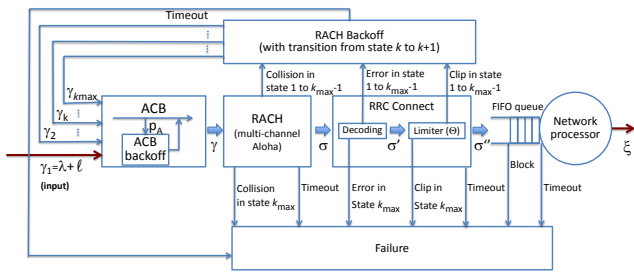 Timeout
RACH Backoff
(with transition from state k to k+1)
Collision in
state 1 to kmax-1
Error in state
1 to kmax-1
Clip in state
1 to kmax-1
γkmax
γk
γ2
γ1=λ+ℓ
(input)
ACB
pA
ACB
backoff
γ
RACH
(multi-channel
Aloha)
σ
RRC Connect
Decoding
σ'
Limiter (Θ)
σ''
FIFO queue
Network
processor
ξ
Collision
in state kmax
Timeout
Error in
State kmax
Clip in
State kmax
Timeout
Block
Timeout
Failure